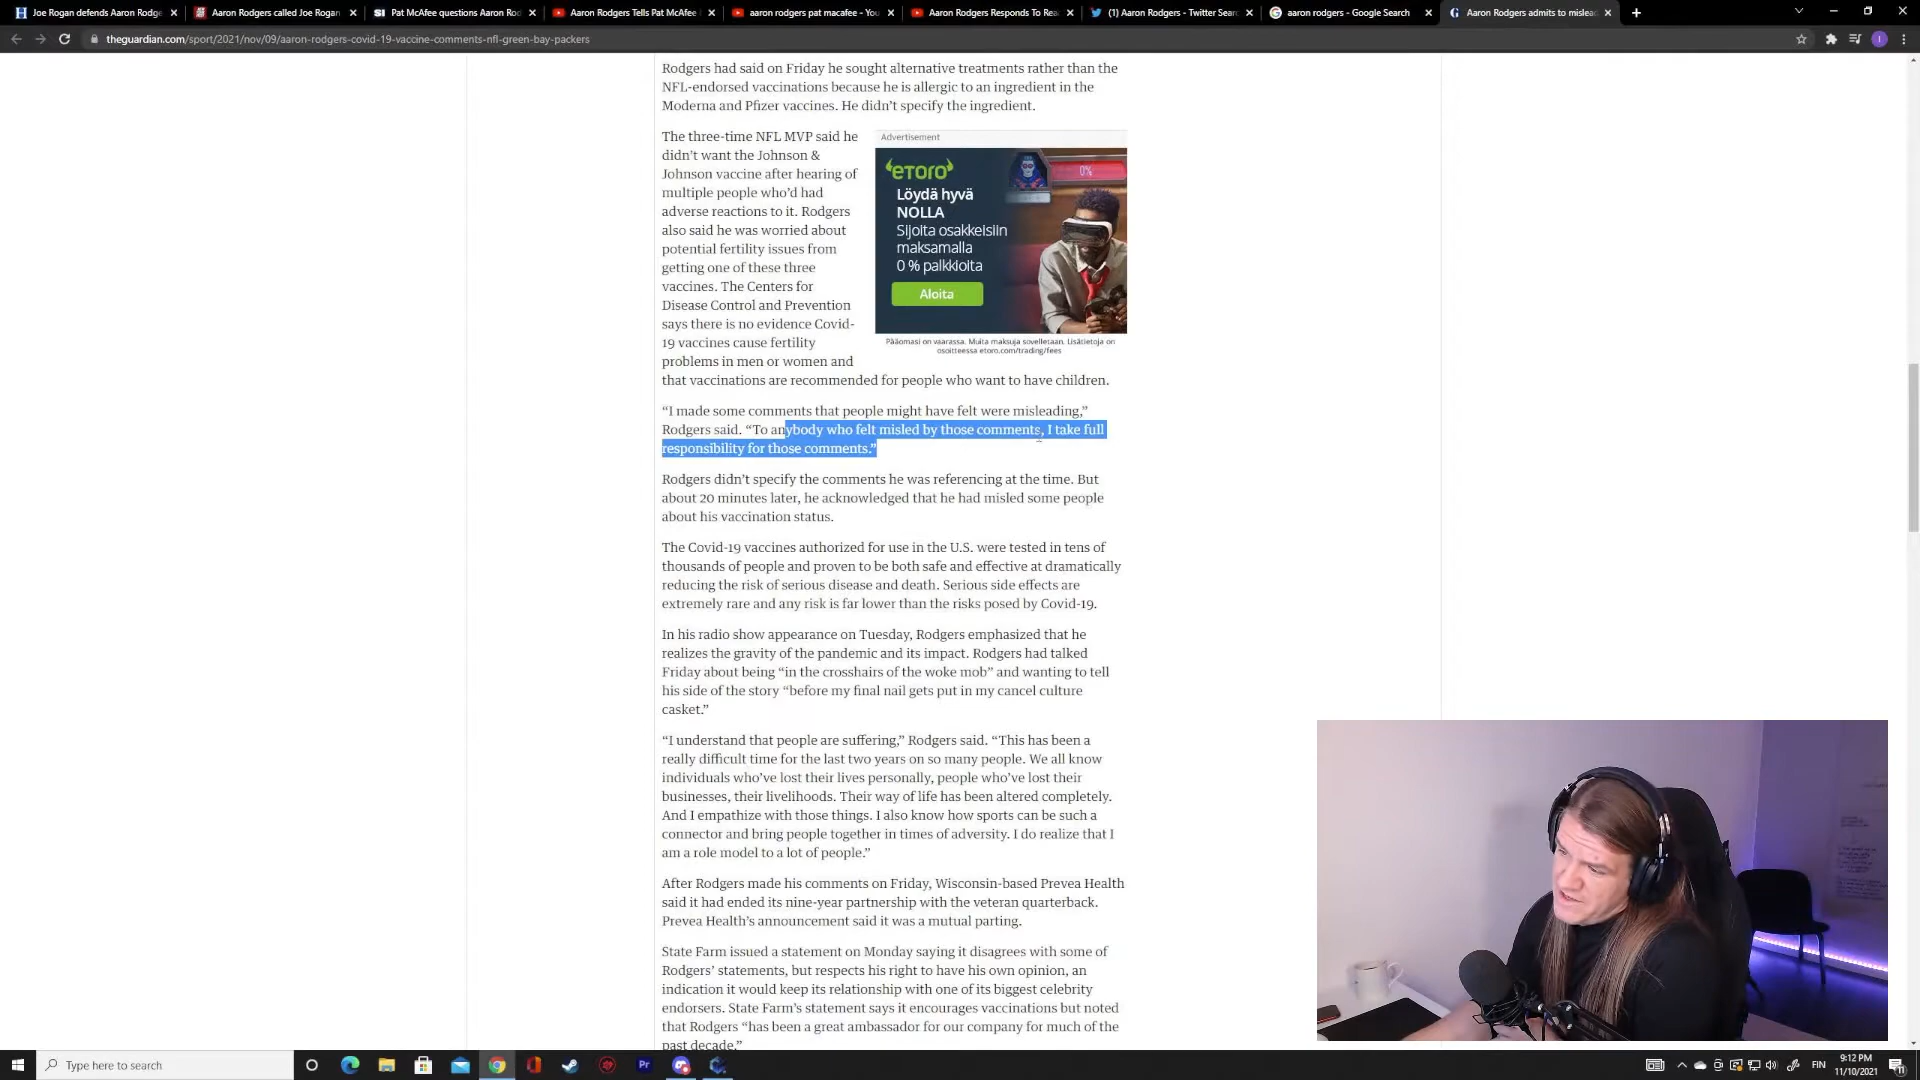 Joe Rogan defends Aaron Rodge
Aaron Rodgers called Joe Rogan
SI Pat McAfee questions Aaron Rod
Aaron Rodgers Tells Pat McAfee I
aaron rodgers pat macafee - You
Aaron Rodgers Responds To Rea
(1) Aaron Rodgers - Twitter Searc
aaron rodgers - Google Search
Aaron Rodgers admits to mislea
theguardian.com/sport/2021/nov/09/aaron-rodgers-covid-19-vaccine-comments-nfl-green-bay-packers
Rodgers had said on Friday he sought alternative treatments rather than the
NFL-endorsed vaccinations because he is allergic to an ingredient in the
Moderna and Pfizer vaccines. He didn’t specify the ingredient.
The three-time NFL MVP said he
didn’t want the Johnson &
Johnson vaccine after hearing of
multiple people who’d had
adverse reactions to it. Rodgers
also said he was worried about
potential fertility issues from
getting one of these three
vaccines. The Centers for
Disease Control and Prevention
says there is no evidence Covid-
19 vaccines cause fertility
problems in men or women and
that vaccinations are recommended for people who want to have children.
Advertisement
eToro
0%
Löydä hyvä
NOLLA
Sijoita osakkeisiin
maksamalla
0 % palkkioita
Aloita
Pääomasi on vaarassa. Muita maksuja sovelletaan. Lisätietoja on
osoitteessa etoro.com/trading/fees
“I made some comments that people might have felt were misleading,”
Rodgers said. “To anybody who felt misled by those comments, I take full
responsibility for those comments.”
Rodgers didn’t specify the comments he was referencing at the time. But
about 20 minutes later, he acknowledged that he had misled some people
about his vaccination status.
The Covid-19 vaccines authorized for use in the U.S. were tested in tens of
thousands of people and proven to be both safe and effective at dramatically
reducing the risk of serious disease and death. Serious side effects are
extremely rare and any risk is far lower than the risks posed by Covid-19.
In his radio show appearance on Tuesday, Rodgers emphasized that he
realizes the gravity of the pandemic and its impact. Rodgers had talked
Friday about being “in the crosshairs of the woke mob” and wanting to tell
his side of the story “before my final nail gets put in my cancel culture
casket.”
“I understand that people are suffering,” Rodgers said. “This has been a
really difficult time for the last two years on so many people. We all know
individuals who’ve lost their lives personally, people who’ve lost their
businesses, their livelihoods. Their way of life has been altered completely.
And I empathize with those things. I also know how sports can be such a
connector and bring people together in times of adversity. I do realize that I
am a role model to a lot of people.”
After Rodgers made his comments on Friday, Wisconsin-based Prevea Health
said it had ended its nine-year partnership with the veteran quarterback.
Prevea Health’s announcement said it was a mutual parting.
State Farm issued a statement on Monday saying it disagrees with some of
Rodgers’ statements, but respects his right to have his own opinion, an
indication it would keep its relationship with one of its biggest celebrity
endorsers. State Farm’s statement says it encourages vaccinations but noted
that Rodgers “has been a great ambassador for our company for much of the
past decade.”
Type here to search
Pr
FIN
9:12 PM
11/10/2021